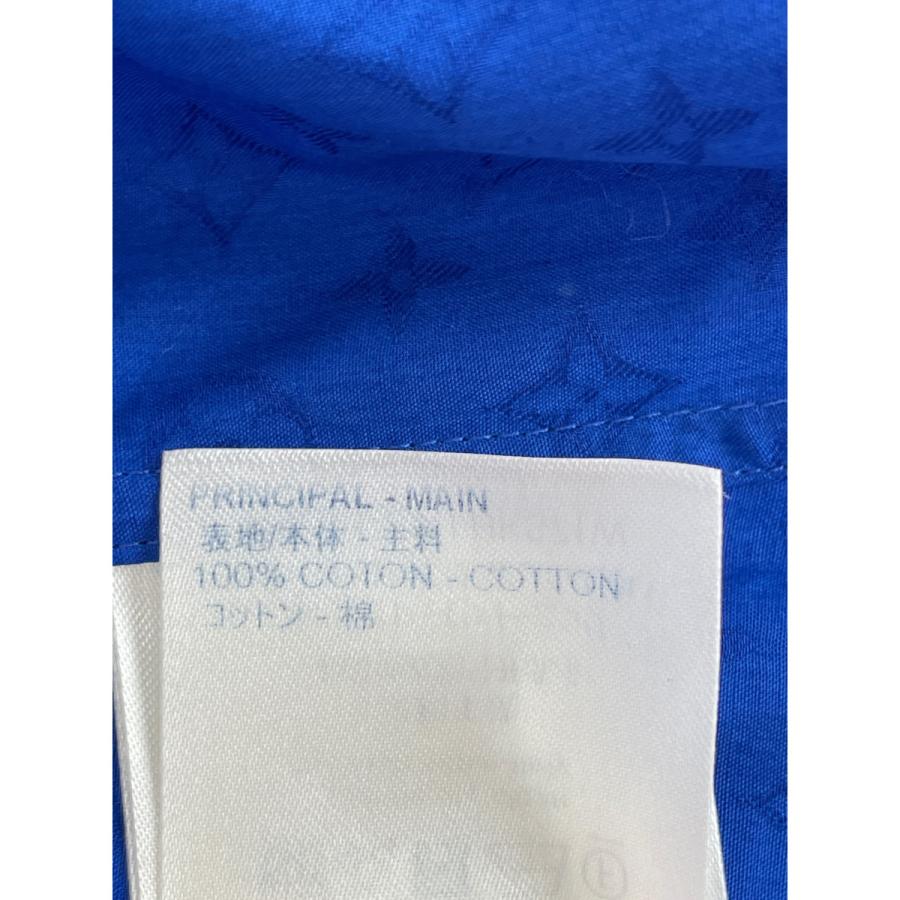 PRINCIPAL - MAIN
表地/本体 - 主料
100% COTON - COTTON
コットン - 棉